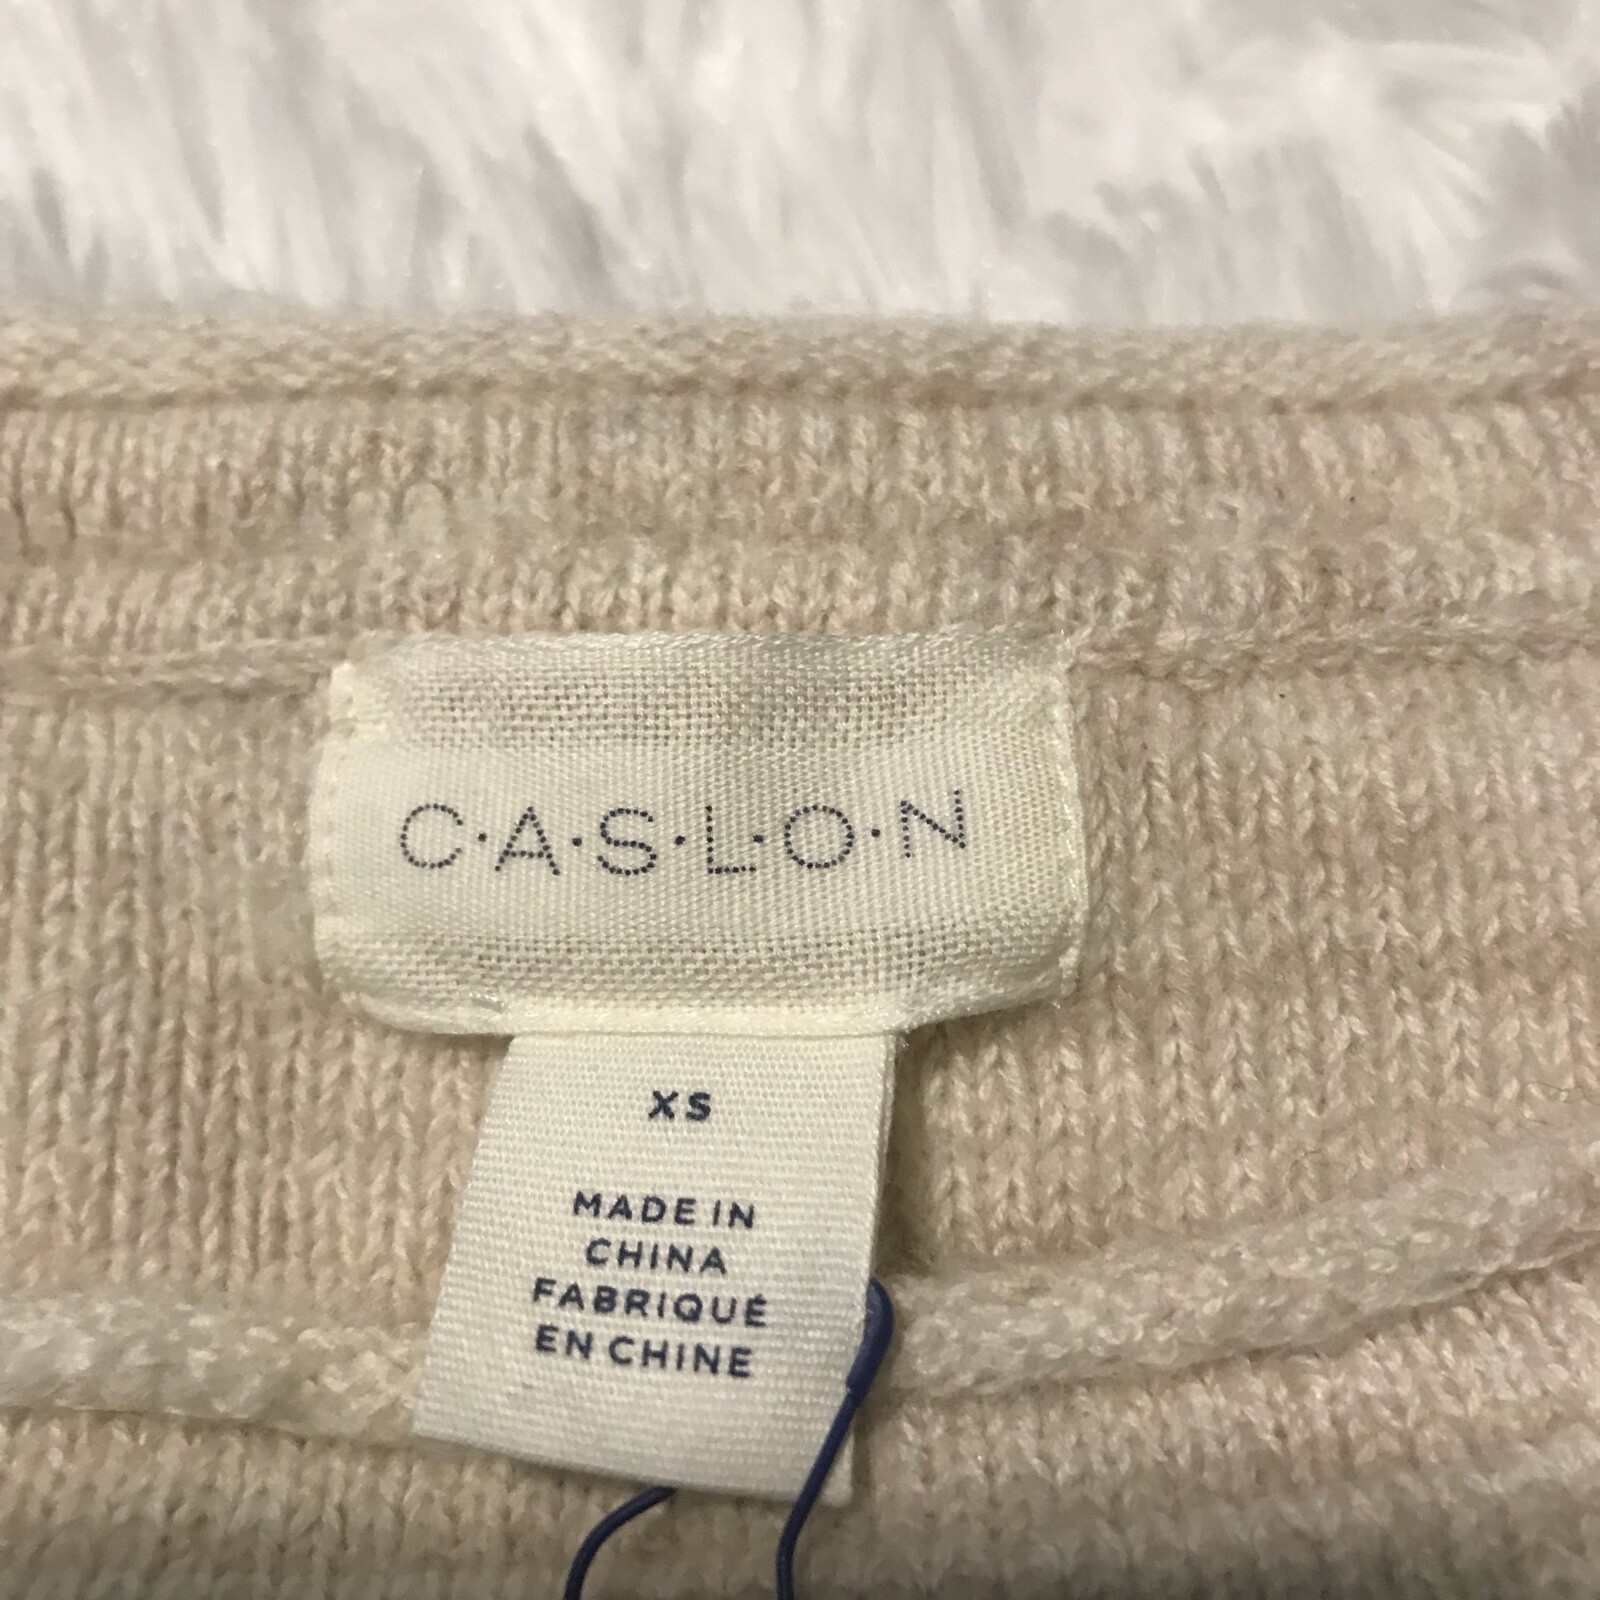 C·A·S·L·O·N
XS
MADE IN
CHINA
FABRIQUÉ
EN CHINE